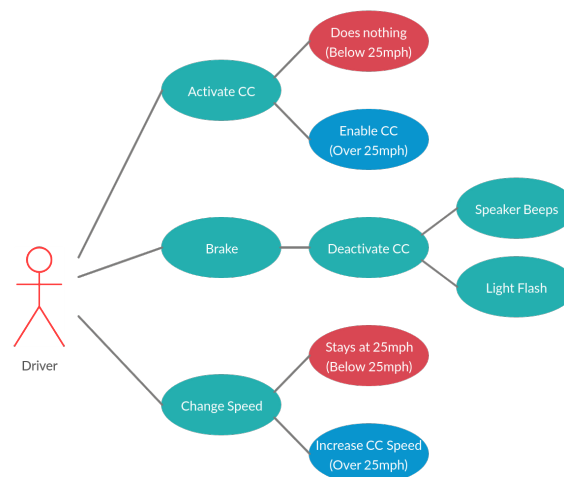 Does nothing
(Below 25mph)
Activate CC
Enable CC
(Over 25mph)
Speaker Beeps
Brake
Deactivate CC
Light Flash
Driver
Stays at 25mph
(Below 25mph)
Change Speed
Increase CC Speed
(Over 25mph)